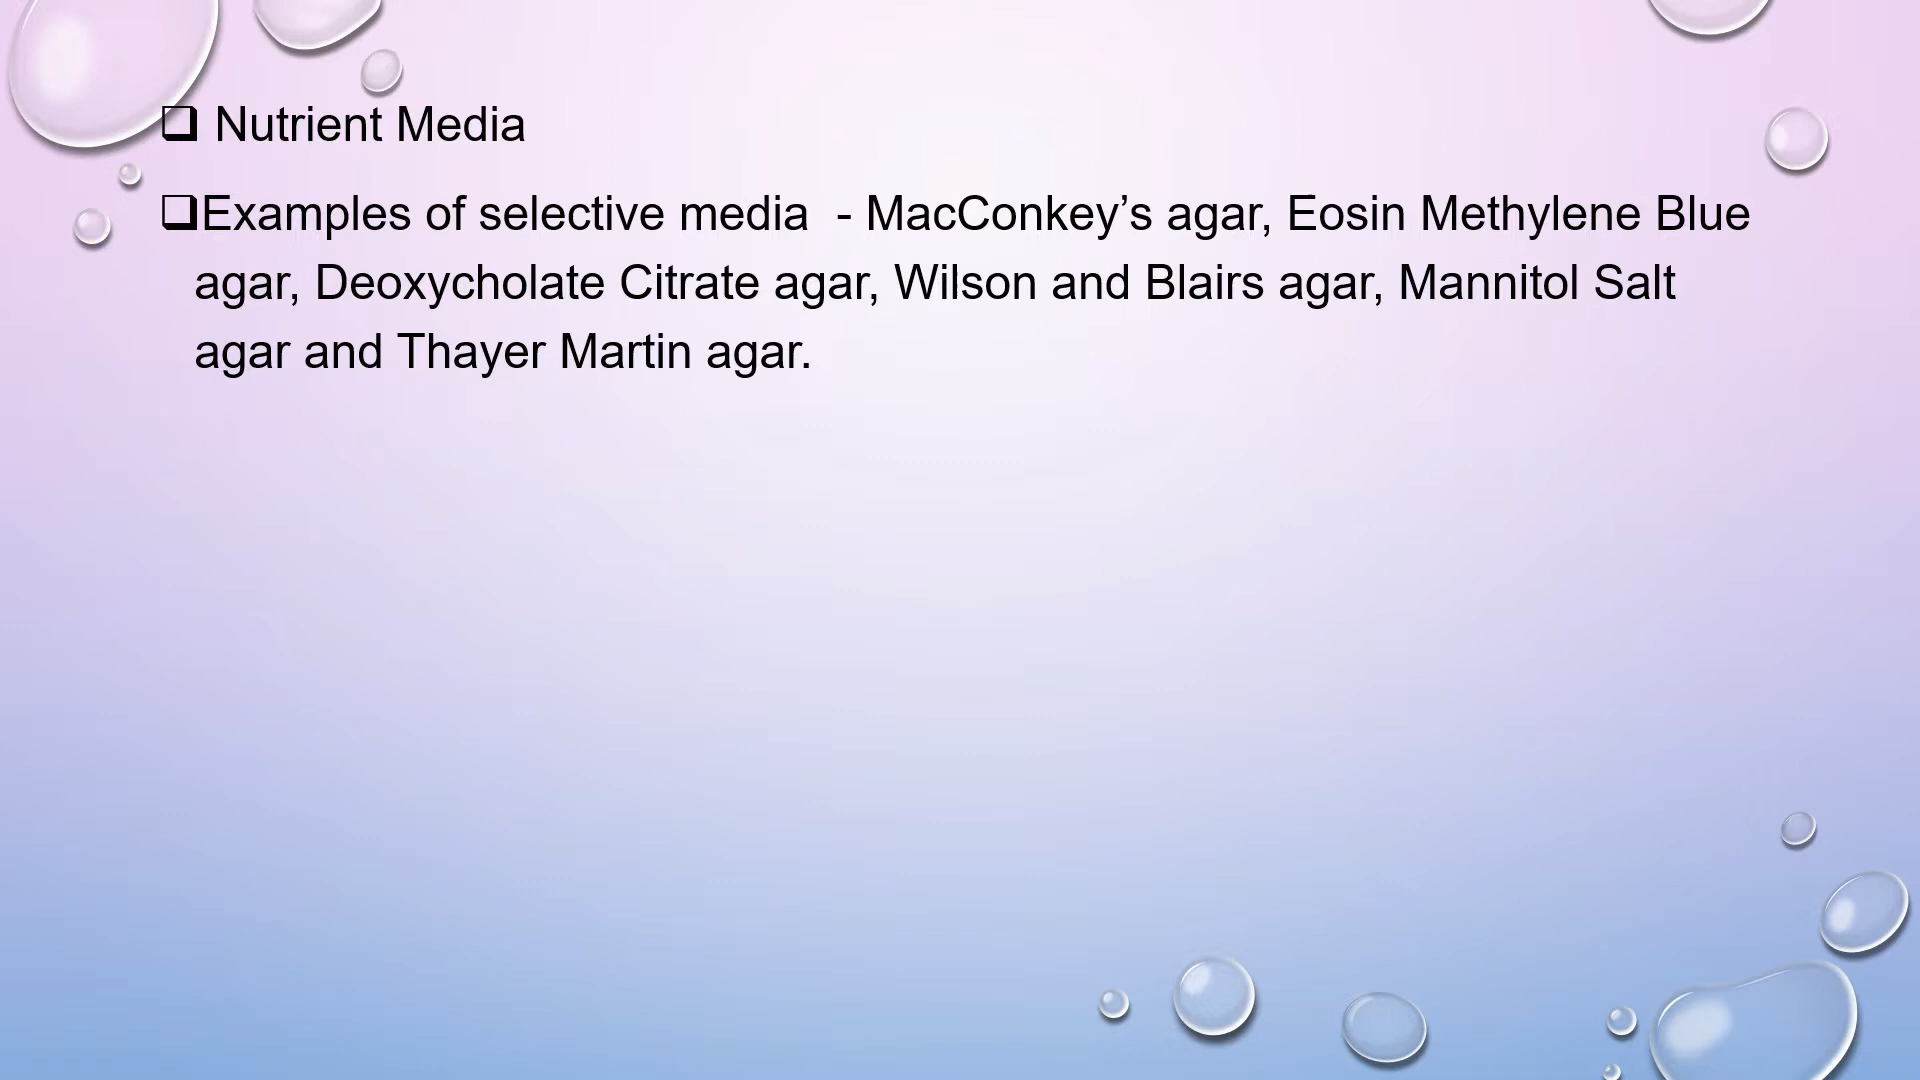 ❑ Nutrient Media
❑Examples of selective media - MacConkey’s agar, Eosin Methylene Blue
agar, Deoxycholate Citrate agar, Wilson and Blairs agar, Mannitol Salt
agar and Thayer Martin agar.